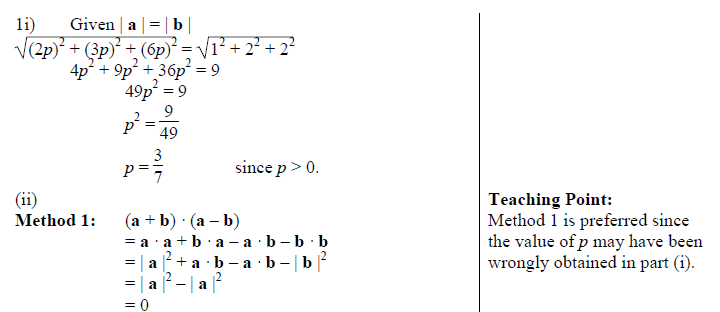 1i) Given | a | = | b |
√((2p)² + (3p)² + (6p)²) = √(1² + 2² + 2²)
4p² + 9p² + 36p² = 9
49p² = 9
p² = 9/49
p = 3/7 since p > 0.
(ii)
Method 1: (a + b) · (a – b)
= a · a + b · a – a · b – b · b
= | a |² + a · b – a · b – | b |²
= | a |² – | a |²
= 0
Teaching Point:
Method 1 is preferred since
the value of p may have been
wrongly obtained in part (i).